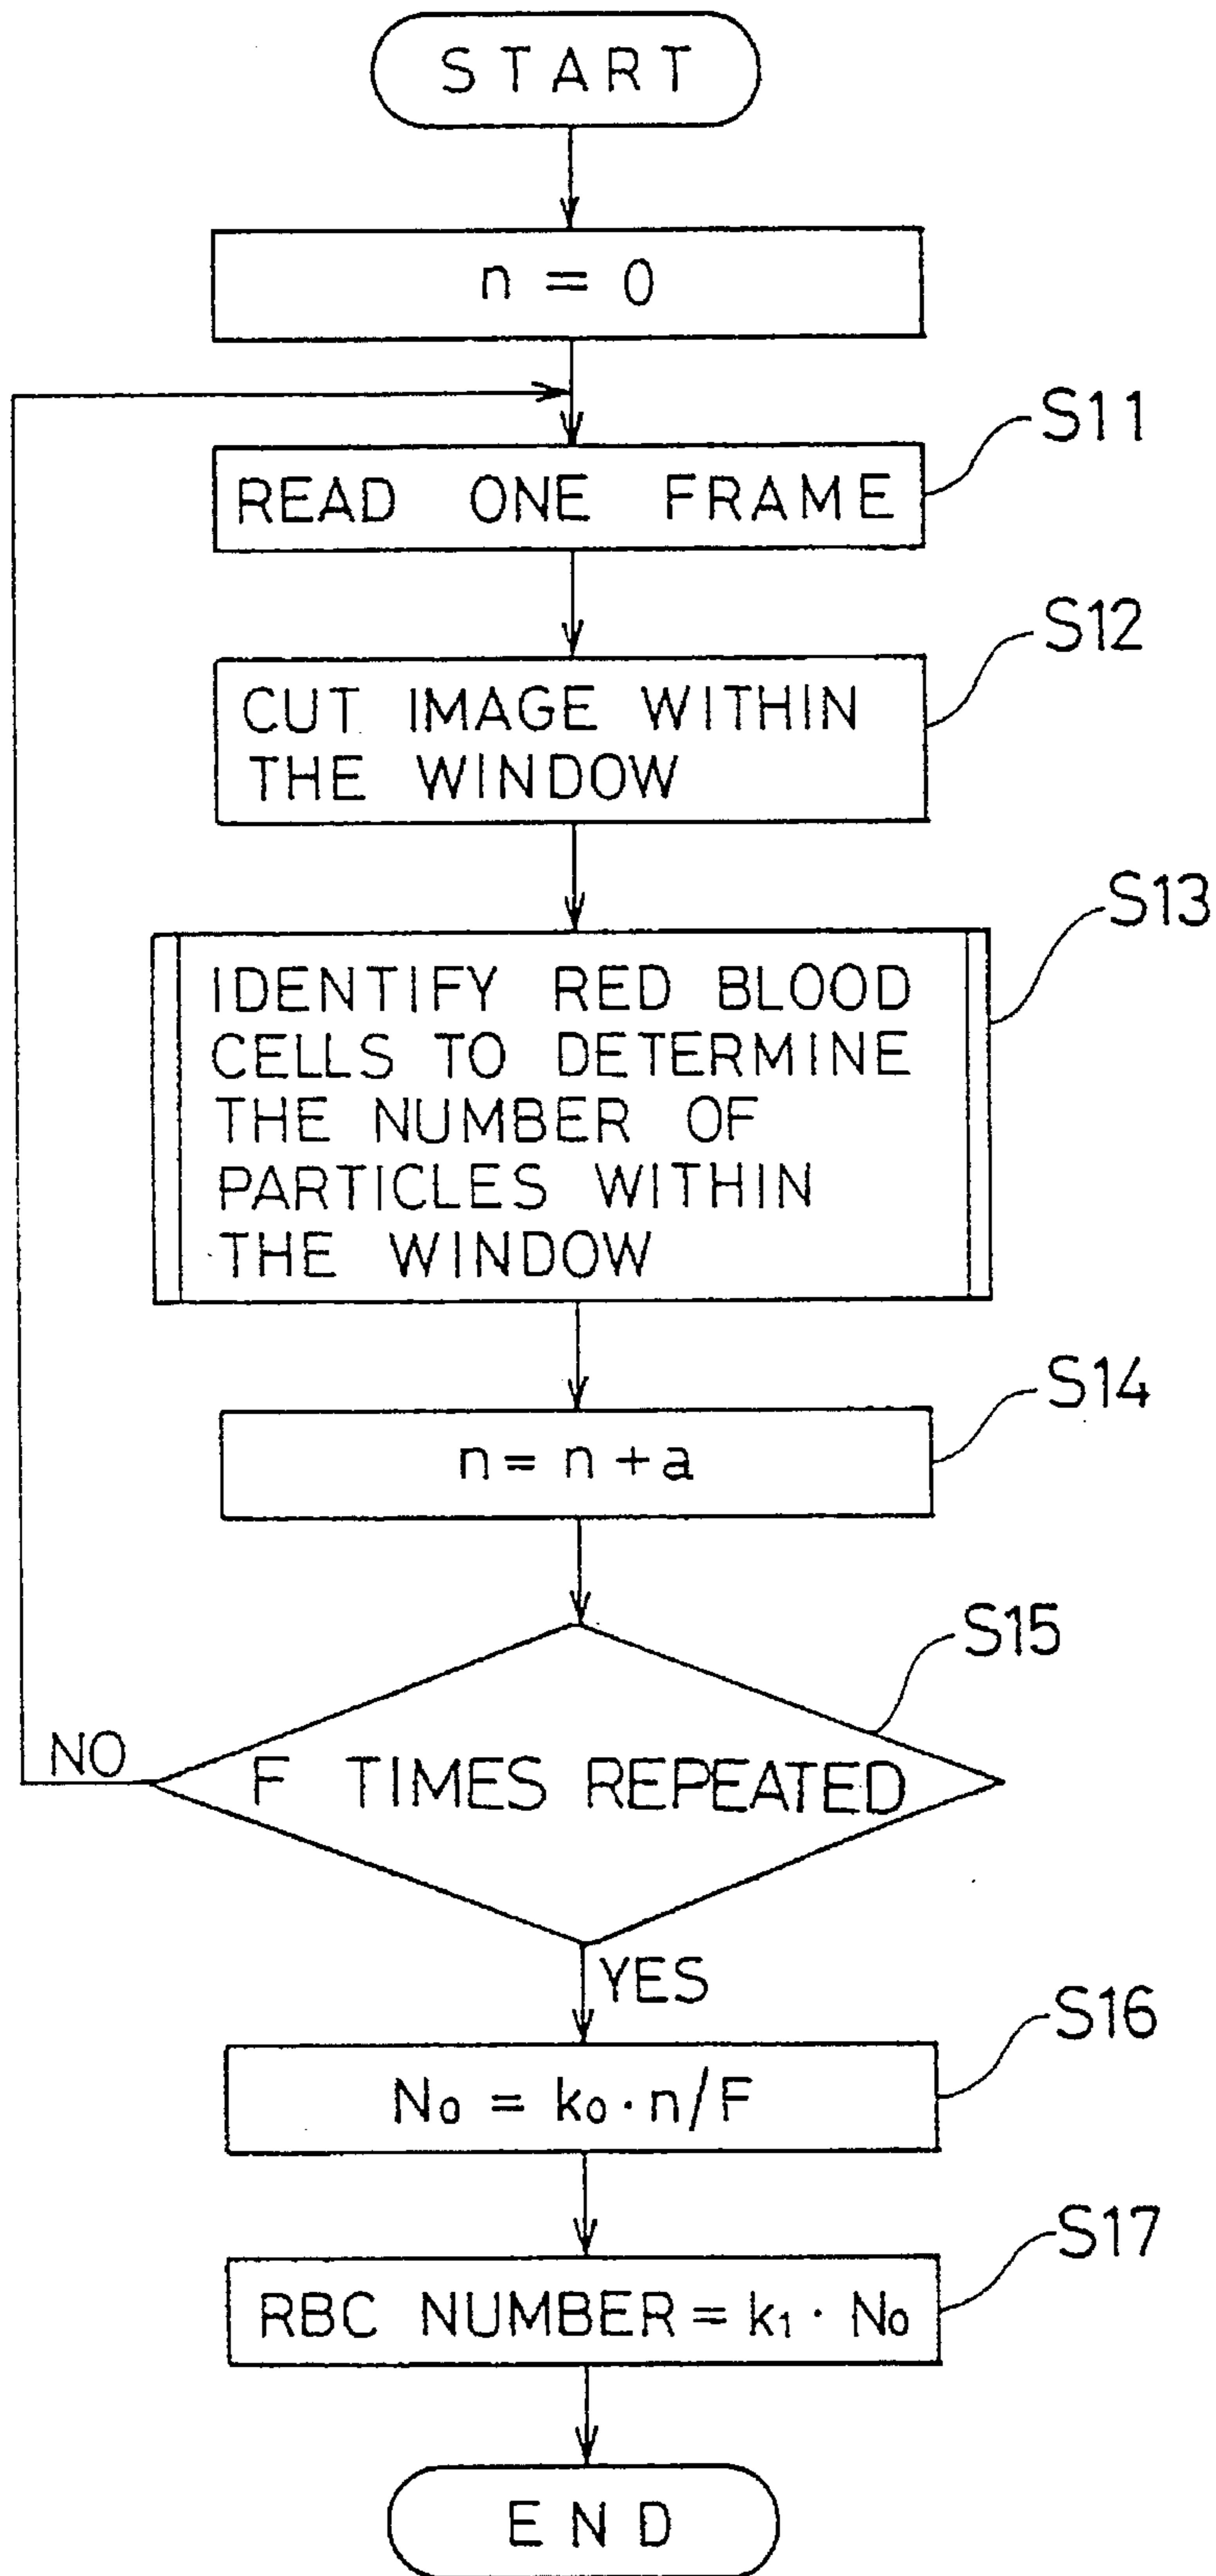 START
n = 0
S11
READ ONE FRAME
S12
CUT IMAGE WITHIN
THE WINDOW
S13
IDENTIFY RED BLOOD
CELLS TO DETERMINE
THE NUMBER OF
PARTICLES WITHIN
THE WINDOW
S14
n = n + a
S15
NO
F TIMES REPEATED
YES
S16
N₀ = k₀ · n/F
S17
RBC NUMBER = k₁ · N₀
END